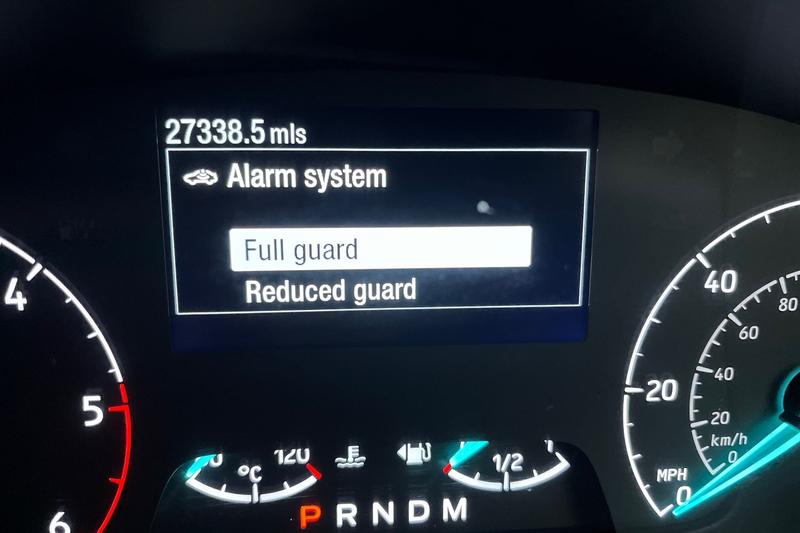 27338.5 mls
Alarm system
Full guard
Reduced guard
4
5
6
40
20
MPH
0
80
60
40
20
km/h
0
°C
120
1/2
1
P R N D M